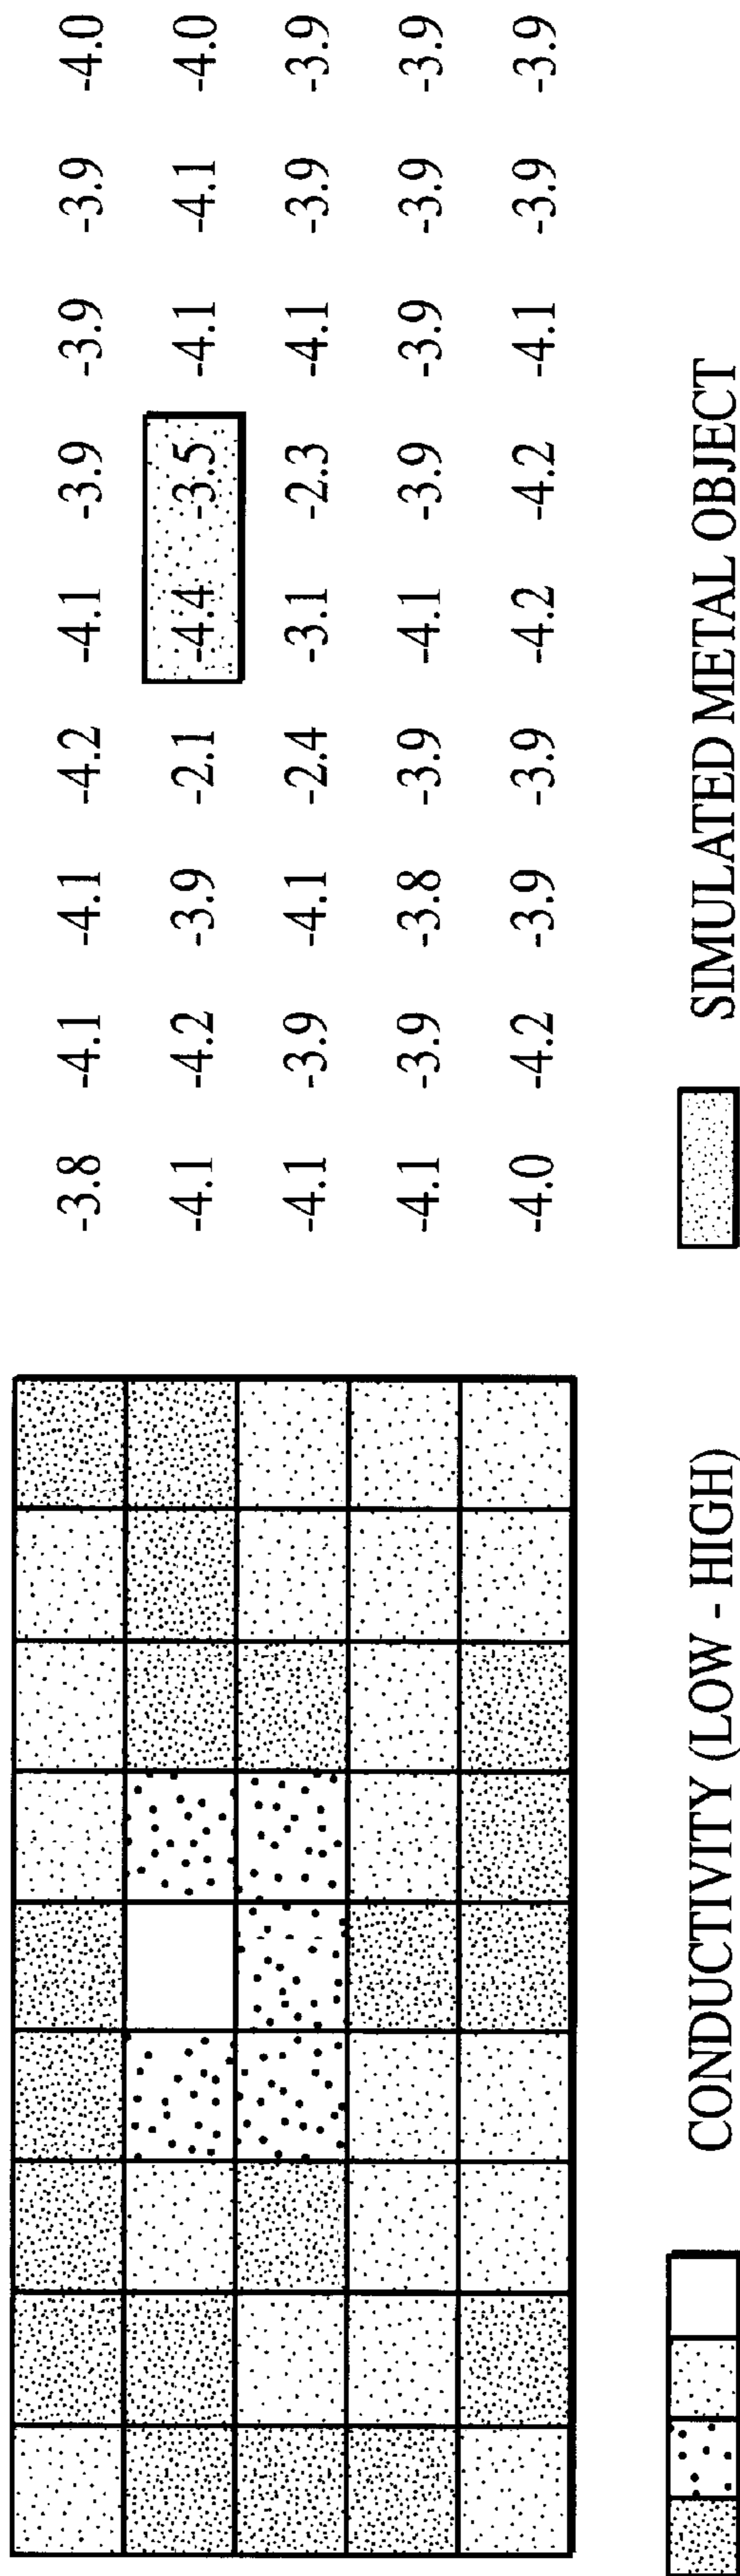 -3.8 -4.1 -4.1 -4.2 -4.1 -3.9 -3.9 -3.9 -4.0
-4.1 -4.2 -3.9 -2.1 -4.4 -3.5 -4.1 -4.1 -4.0
-4.1 -3.9 -4.1 -2.4 -3.1 -2.3 -4.1 -3.9 -3.9
-4.1 -3.9 -3.8 -3.9 -4.1 -3.9 -3.9 -3.9 -3.9
-4.0 -4.2 -3.9 -3.9 -4.2 -4.2 -4.1 -3.9 -3.9
CONDUCTIVITY (LOW - HIGH)
SIMULATED METAL OBJECT